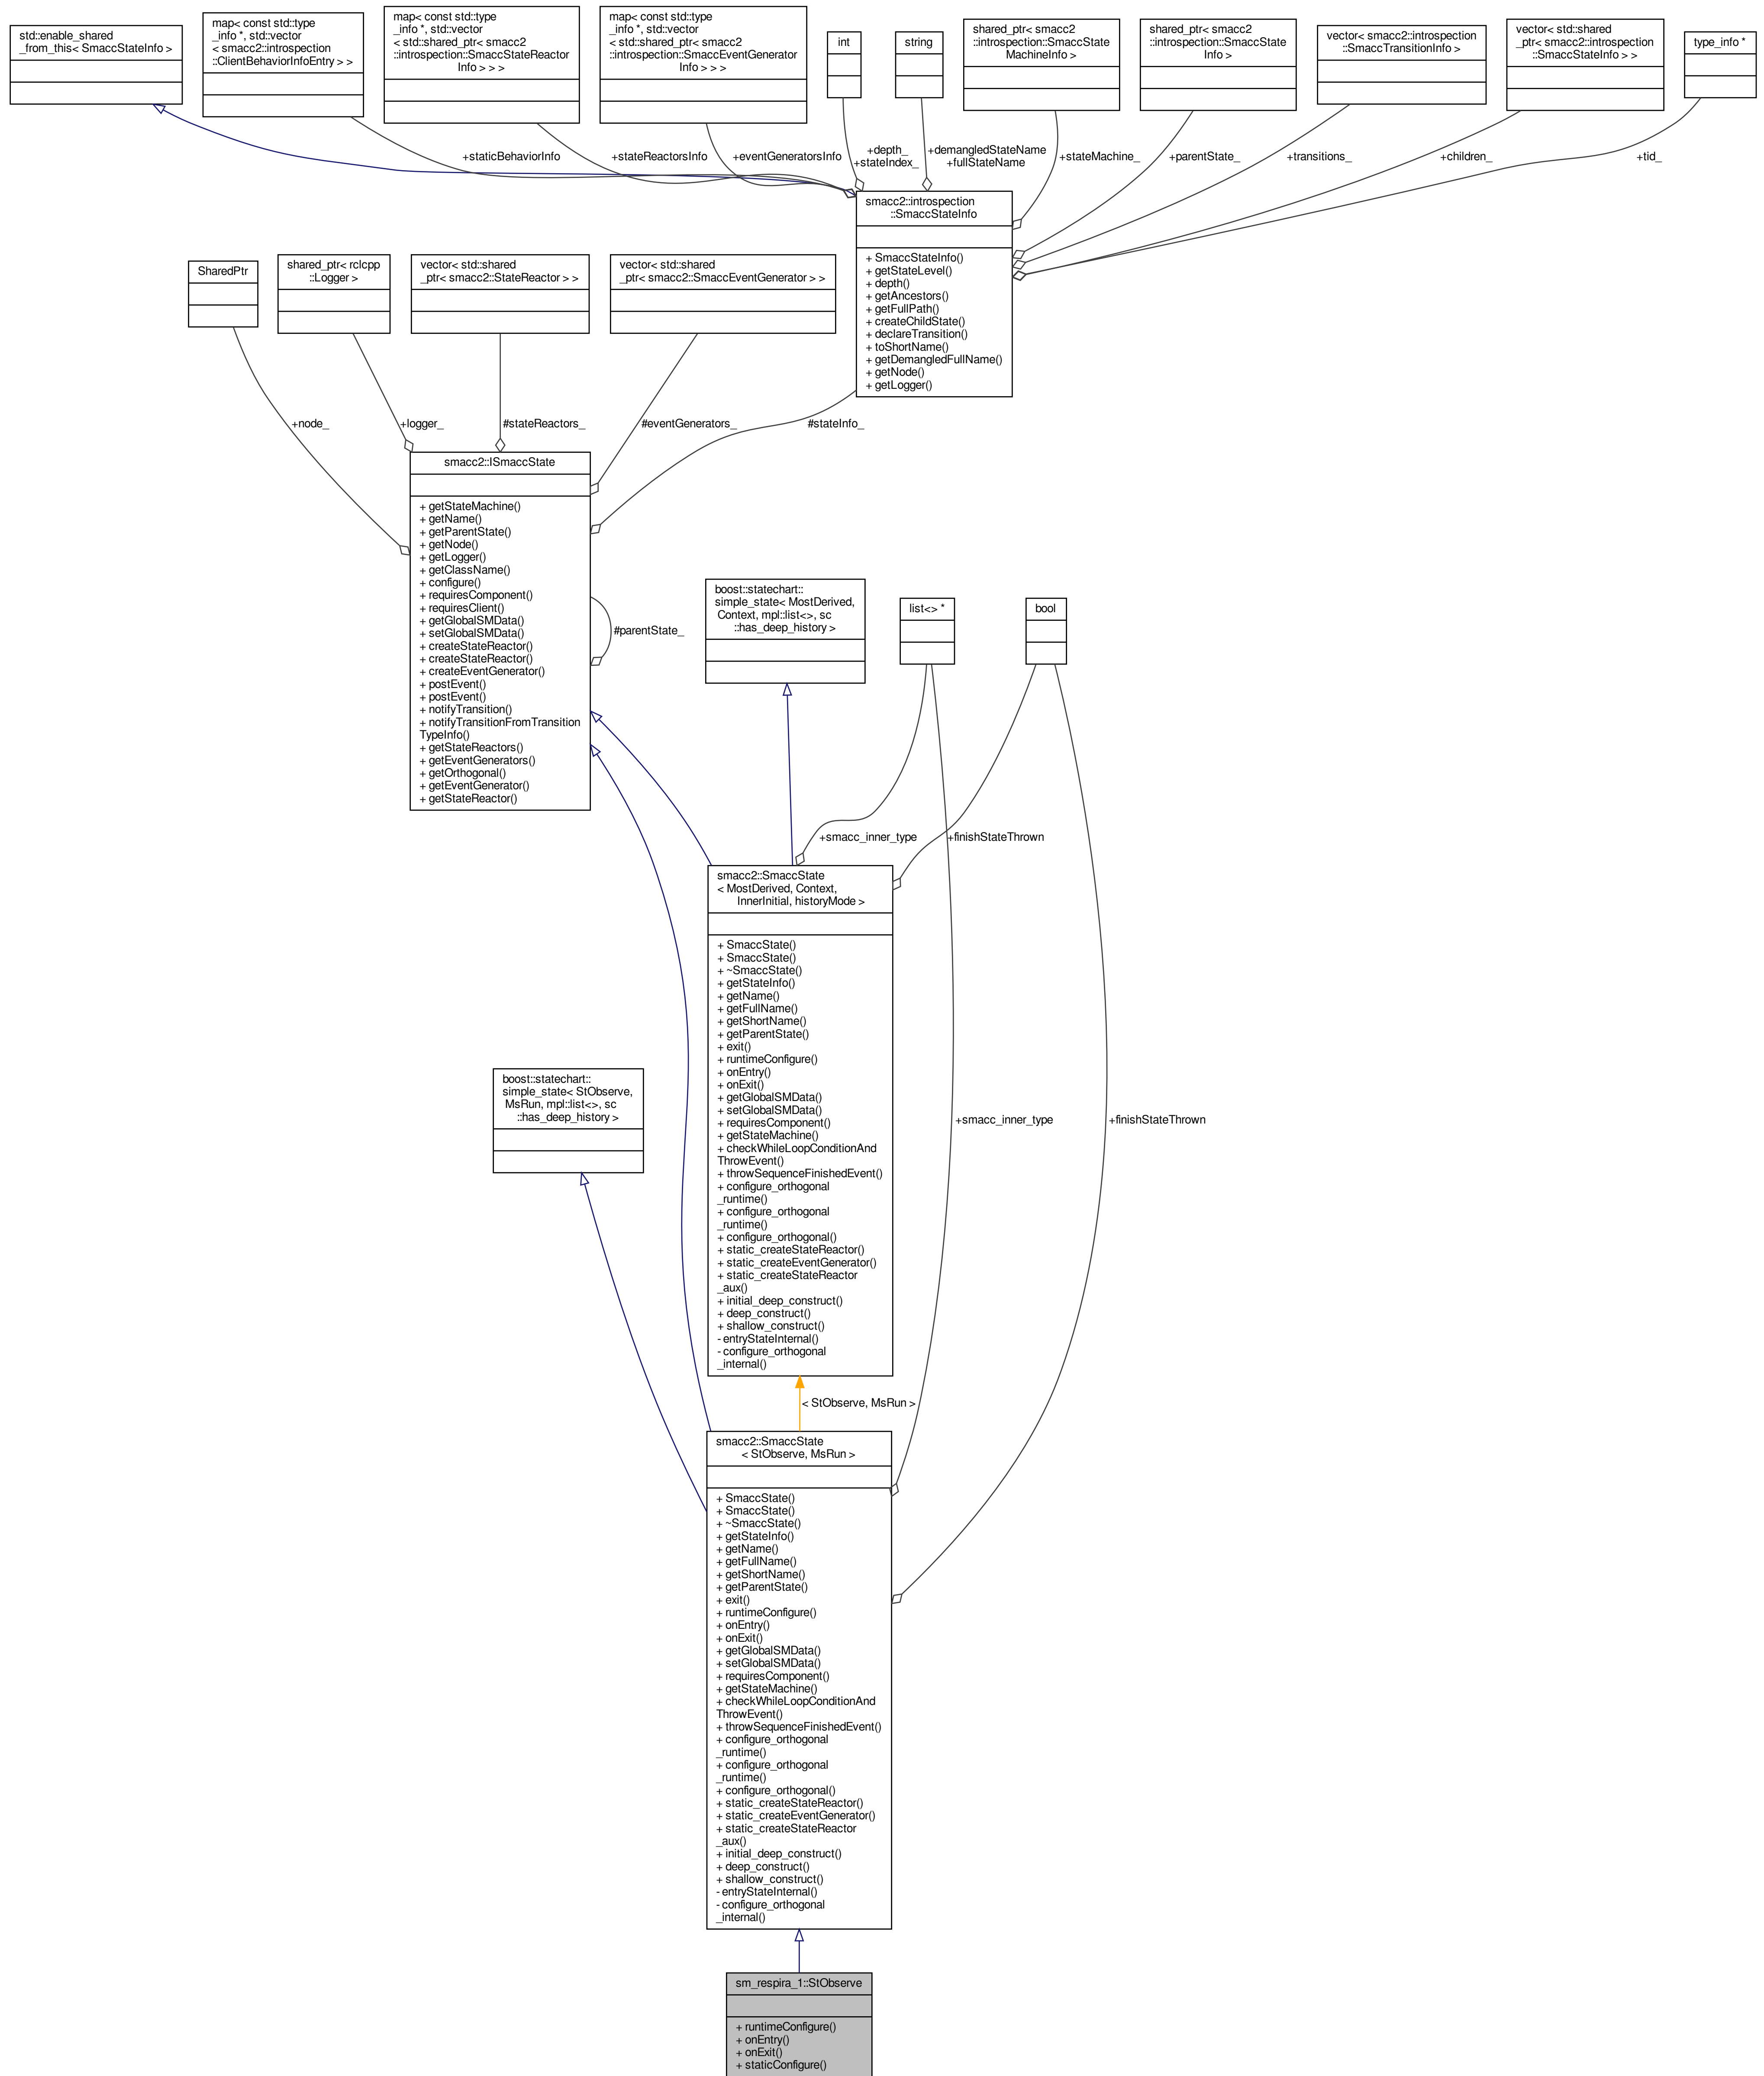 std::enable_shared
_from_this< SmaccStateInfo >
map< const std::type
_info *, std::vector
< smacc2::introspection
::ClientBehaviorInfoEntry > >
map< const std::type
_info *, std::vector
< std::shared_ptr< smacc2
::introspection::SmaccStateReactor
Info > > >
map< const std::type
_info *, std::vector
< std::shared_ptr< smacc2
::introspection::SmaccEventGenerator
Info > > >
int
string
shared_ptr< smacc2
::introspection::SmaccState
MachineInfo >
shared_ptr< smacc2
::introspection::SmaccState
Info >
vector< smacc2::introspection
::SmaccTransitionInfo >
vector< std::shared
_ptr< smacc2::introspection
::SmaccStateInfo > >
type_info *
+staticBehaviorInfo
+stateReactorsInfo
+eventGeneratorsInfo
+depth_
+stateIndex_
+demangledStateName
+fullStateName
+stateMachine_
+parentState_
+transitions_
+children_
+tid_
smacc2::introspection
::SmaccStateInfo
+ SmaccStateInfo()
+ getStateLevel()
+ depth()
+ getAncestors()
+ getFullPath()
+ createChildState()
+ declareTransition()
+ toShortName()
+ getDemangledFullName()
+ getNode()
+ getLogger()
SharedPtr
shared_ptr< rclcpp
::Logger >
vector< std::shared
_ptr< smacc2::StateReactor > >
vector< std::shared
_ptr< smacc2::SmaccEventGenerator > >
+node_
+logger_
#stateReactors_
#eventGenerators_
#stateInfo_
smacc2::ISmaccState
+ getStateMachine()
+ getName()
+ getParentState()
+ getNode()
+ getLogger()
+ getClassName()
+ configure()
+ requiresComponent()
+ requiresClient()
+ getGlobalSMData()
+ setGlobalSMData()
+ createStateReactor()
+ createStateReactor()
+ createEventGenerator()
+ postEvent()
+ postEvent()
+ notifyTransition()
+ notifyTransitionFromTransition
TypeInfo()
+ getStateReactors()
+ getEventGenerators()
+ getOrthogonal()
+ getEventGenerator()
+ getStateReactor()
#parentState_
boost::statechart::
simple_state< MostDerived,
Context, mpl::list<>, sc
::has_deep_history >
list<> *
bool
+smacc_inner_type
+finishStateThrown
smacc2::SmaccState
< MostDerived, Context,
InnerInitial, historyMode >
+ SmaccState()
+ SmaccState()
+ ~SmaccState()
+ getStateInfo()
+ getName()
+ getFullName()
+ getShortName()
+ getParentState()
+ exit()
+ runtimeConfigure()
+ onEntry()
+ onExit()
+ getGlobalSMData()
+ setGlobalSMData()
+ requiresComponent()
+ getStateMachine()
+ checkWhileLoopConditionAnd
ThrowEvent()
+ throwSequenceFinishedEvent()
+ configure_orthogonal
_runtime()
+ configure_orthogonal
_runtime()
+ configure_orthogonal()
+ static_createStateReactor()
+ static_createEventGenerator()
+ static_createStateReactor
_aux()
+ initial_deep_construct()
+ deep_construct()
+ shallow_construct()
- entryStateInternal()
- configure_orthogonal
_internal()
boost::statechart::
simple_state< StObserve,
MsRun, mpl::list<>, sc
::has_deep_history >
+smacc_inner_type
+finishStateThrown
< StObserve, MsRun >
smacc2::SmaccState
< StObserve, MsRun >
+ SmaccState()
+ SmaccState()
+ ~SmaccState()
+ getStateInfo()
+ getName()
+ getFullName()
+ getShortName()
+ getParentState()
+ exit()
+ runtimeConfigure()
+ onEntry()
+ onExit()
+ getGlobalSMData()
+ setGlobalSMData()
+ requiresComponent()
+ getStateMachine()
+ checkWhileLoopConditionAnd
ThrowEvent()
+ throwSequenceFinishedEvent()
+ configure_orthogonal
_runtime()
+ configure_orthogonal
_runtime()
+ configure_orthogonal()
+ static_createStateReactor()
+ static_createEventGenerator()
+ static_createStateReactor
_aux()
+ initial_deep_construct()
+ deep_construct()
+ shallow_construct()
- entryStateInternal()
- configure_orthogonal
_internal()
sm_respira_1::StObserve
+ runtimeConfigure()
+ onEntry()
+ onExit()
+ staticConfigure()